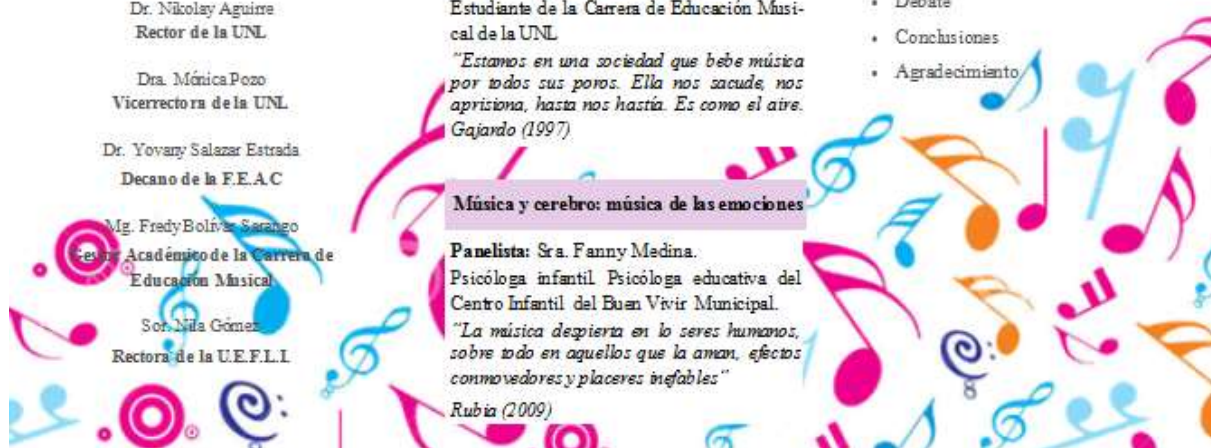 Dr. Nikolay Aguirre
Rector de la UNL
Dra. Mónica Pozo
Vicerrectora de la UNL
Dr. Yovany Salazar Estrada
Decano de la F.E.A.C
Mg. Fredy Bolívar Sarango
Gestor Académico de la Carrera de
Educación Musical
Sor. Nila Gómez
Rectora de la U.E.F.L.I.
Estudiante de la Carrera de Educación Musi-
cal de la UNL
“Estamos en una sociedad que bebe música
por todos sus poros. Ella nos sacude, nos
aprisiona, hasta nos hastía. Es como el aire.
Gajardo (1997)
Música y cerebro: música de las emociones
Panelista: Sra. Fanny Medina.
Psicóloga infantil. Psicóloga educativa del
Centro Infantil del Buen Vivir Municipal.
“La música despierta en lo seres humanos,
sobre todo en aquellos que la aman, efectos
conmovedores y placeres inefables”
Rubia (2009)
• Debate
• Conclusiones
• Agradecimiento